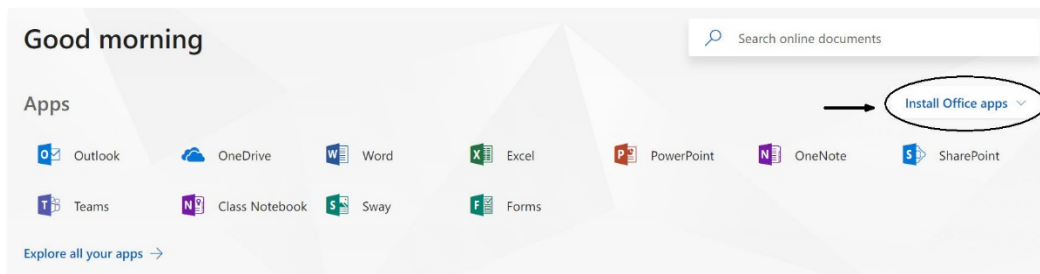 Good morning
Search online documents
Apps
Install Office apps
Outlook OneDrive Word Excel PowerPoint OneNote SharePoint
Teams Class Notebook Sway Forms
Explore all your apps →